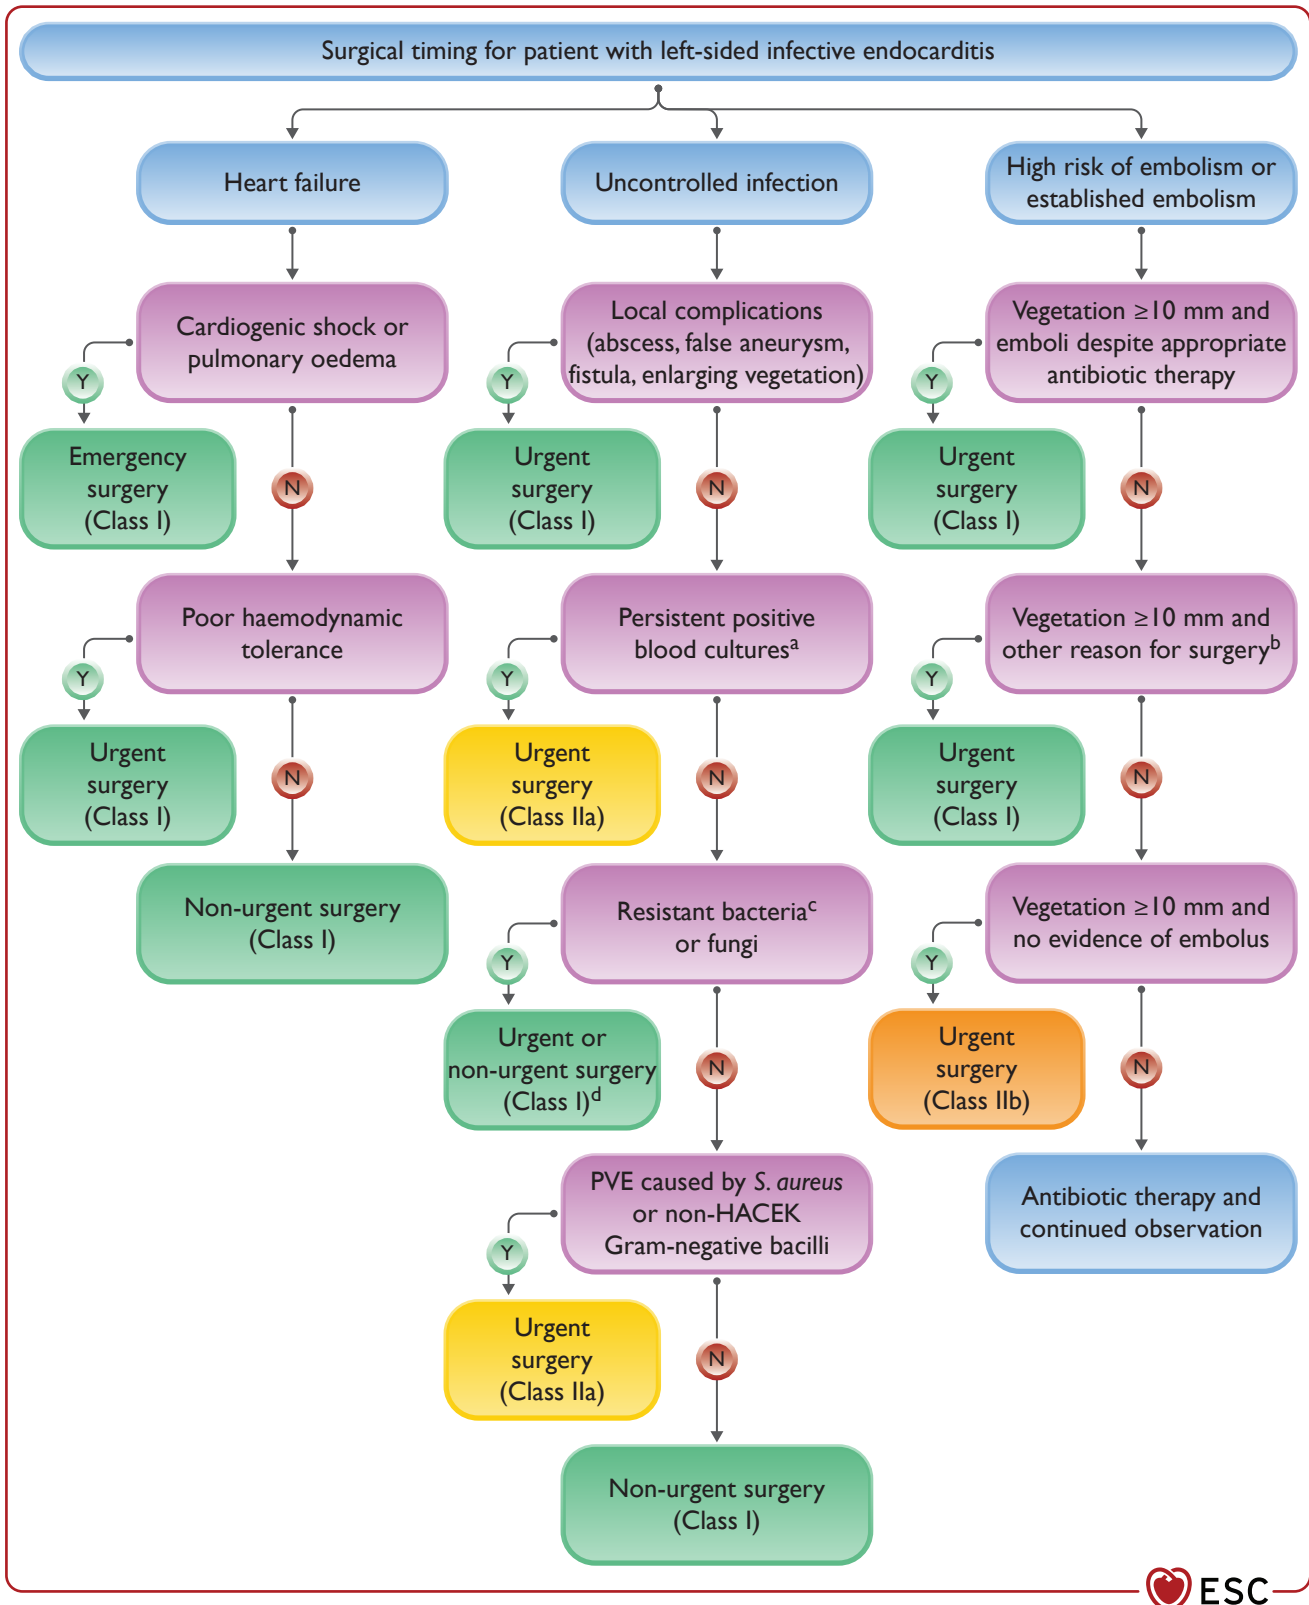 Surgical timing for patient with left-sided infective endocarditis
Heart failure
Cardiogenic shock or
pulmonary oedema
Y
Emergency
surgery
(Class I)
N
Poor haemodynamic
tolerance
Y
Urgent
surgery
(Class I)
N
Non-urgent surgery
(Class I)
Uncontrolled infection
Local complications
(abscess, false aneurysm,
fistula, enlarging vegetation)
Y
Urgent
surgery
(Class I)
N
Persistent positive
blood culturesᵃ
Y
Urgent
surgery
(Class IIa)
N
Resistant bacteriaᶜ
or fungi
Y
Urgent or
non-urgent surgery
(Class I)ᵈ
N
PVE caused by S. aureus
or non-HACEK
Gram-negative bacilli
Y
Urgent
surgery
(Class IIa)
N
Non-urgent surgery
(Class I)
High risk of embolism or
established embolism
Vegetation ≥10 mm and
emboli despite appropriate
antibiotic therapy
Y
Urgent
surgery
(Class I)
N
Vegetation ≥10 mm and
other reason for surgeryᵇ
Y
Urgent
surgery
(Class I)
N
Vegetation ≥10 mm and
no evidence of embolus
Y
Urgent
surgery
(Class IIb)
N
Antibiotic therapy and
continued observation
ESC